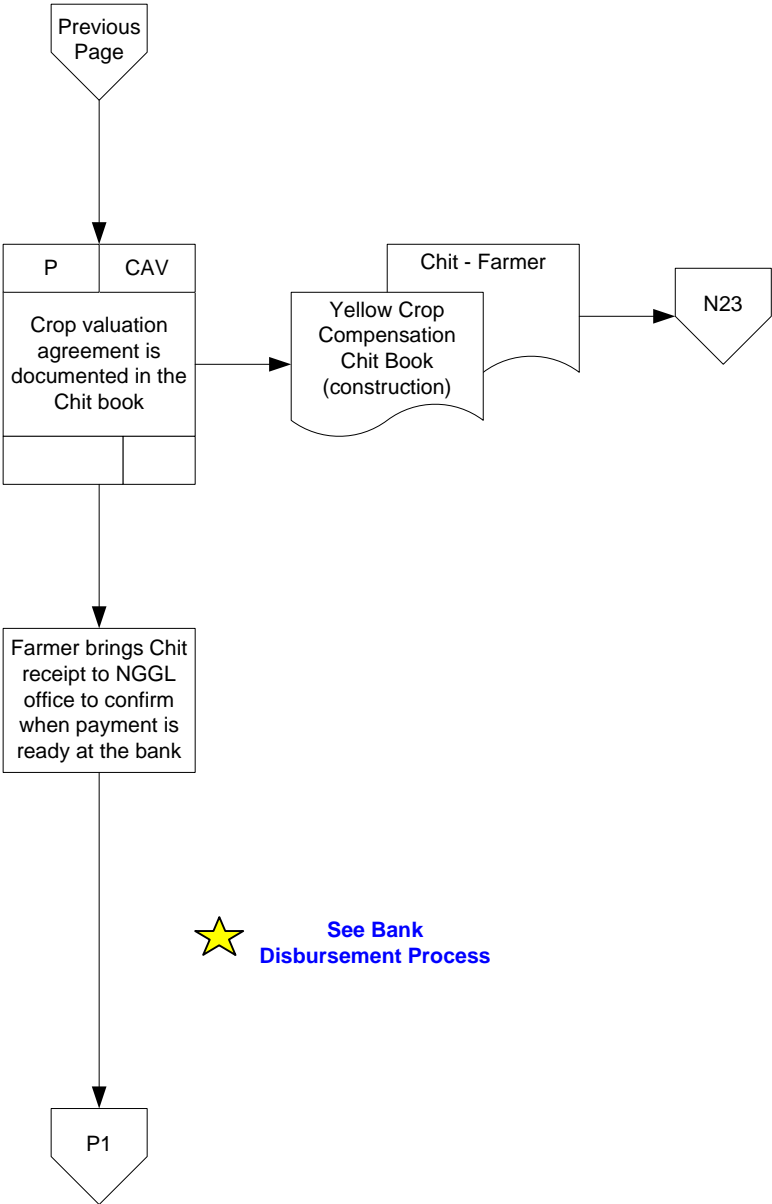 Previous
Page
P
CAV
Crop valuation
agreement is
documented in the
Chit book
Chit - Farmer
Yellow Crop
Compensation
Chit Book
(construction)
N23
Farmer brings Chit
receipt to NGGL
office to confirm
when payment is
ready at the bank
See Bank
Disbursement Process
P1